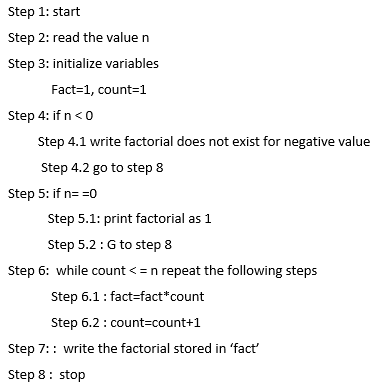 Step 1: start
Step 2: read the value n
Step 3: initialize variables
Fact=1, count=1
Step 4: if n < 0
Step 4.1 write factorial does not exist for negative value
Step 4.2 go to step 8
Step 5: if n= =0
Step 5.1: print factorial as 1
Step 5.2 : G to step 8
Step 6:  while count < = n repeat the following steps
Step 6.1 : fact=fact*count
Step 6.2 : count=count+1
Step 7: :  write the factorial stored in ‘fact’
Step 8 :  stop